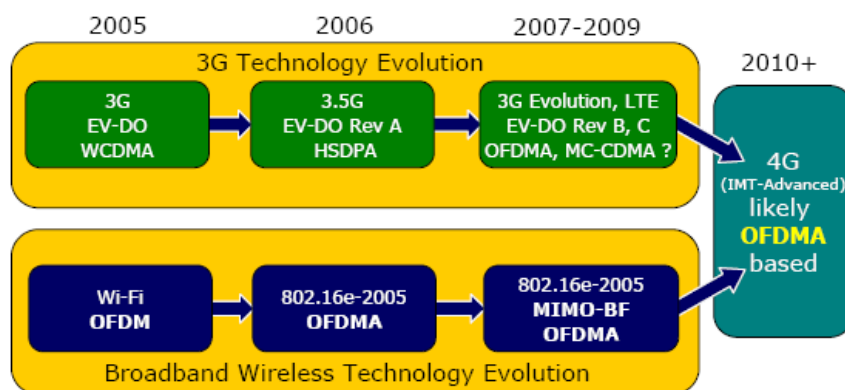 2005
2006
2007-2009
2010+
3G Technology Evolution
3G
EV-DO
WCDMA
3.5G
EV-DO Rev A
HSDPA
3G Evolution, LTE
EV-DO Rev B, C
OFDMA, MC-CDMA ?
4G
(IMT-Advanced)
likely
OFDMA
based
Wi-Fi
OFDM
802.16e-2005
OFDMA
802.16e-2005
MIMO-BF
OFDMA
Broadband Wireless Technology Evolution